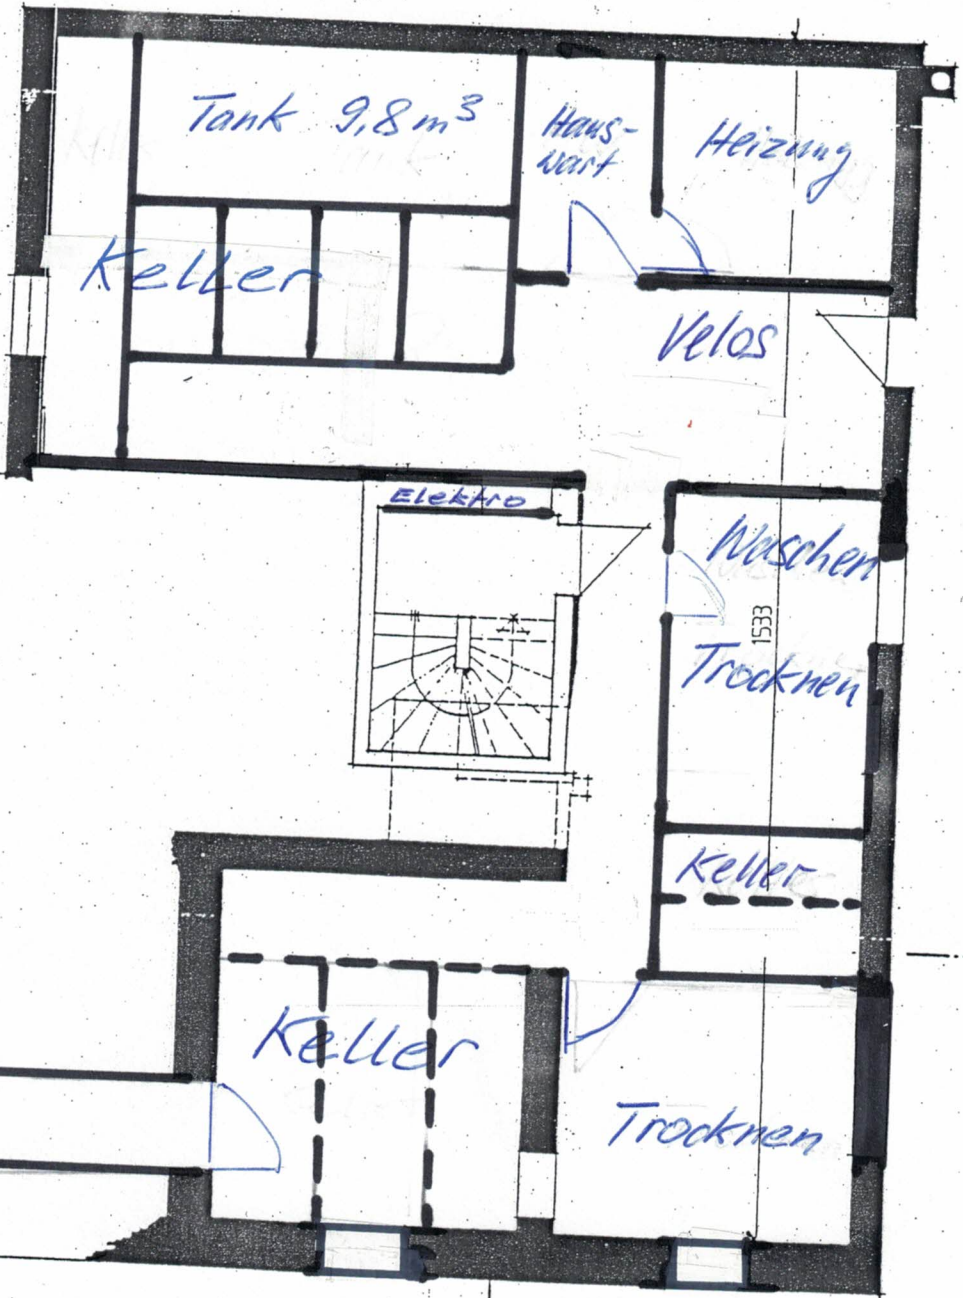 Tank 9,8 m³
Haus-
wart
Heizung
Keller
Velos
Elektro
Waschen
1533
Trocknen
Keller
Keller
Trocknen